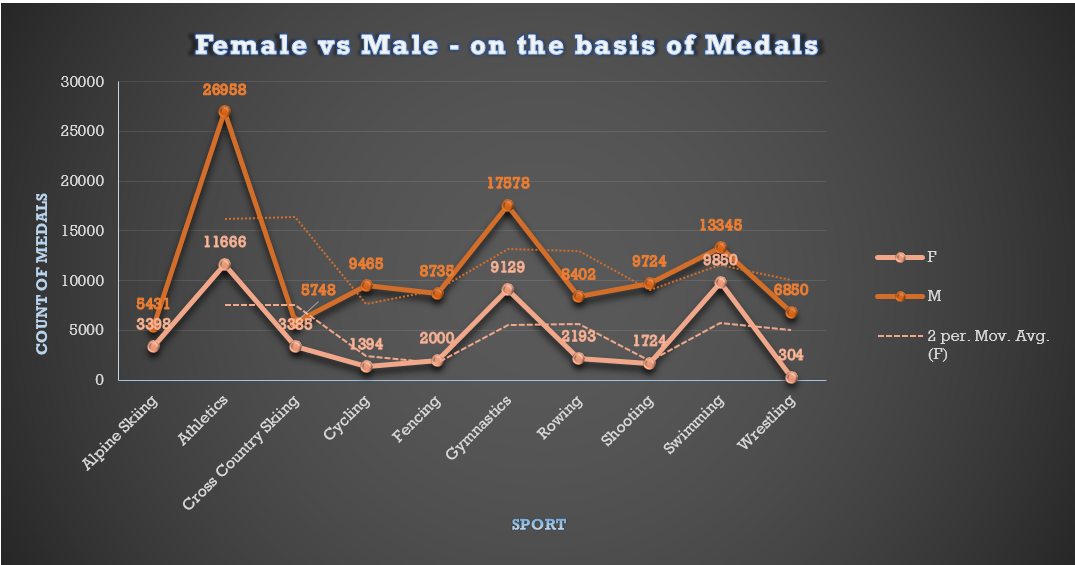 Female vs Male - on the basis of Medals
COUNT OF MEDALS
30000
25000
20000
15000
10000
5000
0
5431
26958
5748
9465
8735
17578
8402
9724
13345
6850
3398
11666
3385
1394
2000
9129
2193
1724
9850
304
Alpine Skiing
Athletics
Cross Country Skiing
Cycling
Fencing
Gymnastics
Rowing
Shooting
Swimming
Wrestling
SPORT
F
M
2 per. Mov. Avg.
(F)